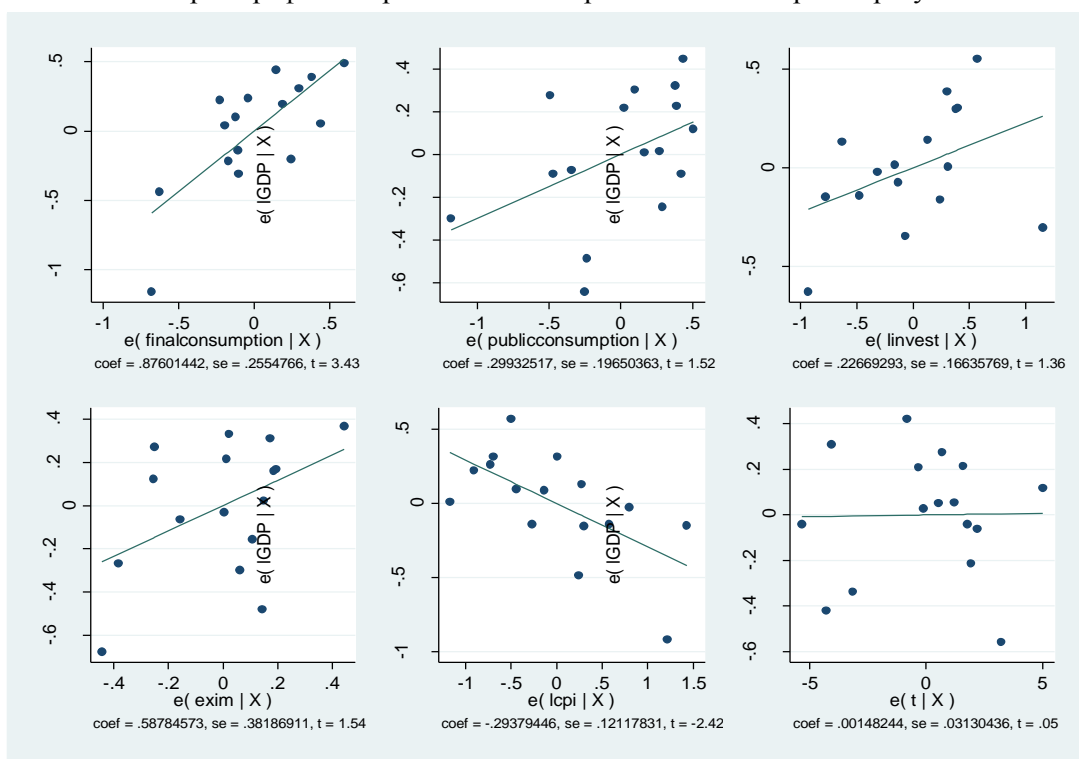 .5
0
-.5
-1
-1 -.5 0 .5
e( finalconsumption | X )
coef = .87601442, se = .2554766, t = 3.43
e( lGDP | X )
.4
.2
0
-.2
-.4
-.6
-1 -.5 0 .5
e( publicconsumption | X )
coef = .29932517, se = .19650363, t = 1.52
e( lGDP | X )
.5
0
-.5
-1 -.5 0 .5 1
e( linvest | X )
coef = .22669293, se = .16635769, t = 1.36
.4
.2
0
-.2
-.4
-.6
-.4 -.2 0 .2 .4
e( exim | X )
coef = .58784573, se = .38186911, t = 1.54
e( lGDP | X )
.5
0
-.5
-1
-1 -.5 0 .5 1 1.5
e( lcpi | X )
coef = -.29379446, se = .12117831, t = -2.42
e( lGDP | X )
.4
.2
0
-.2
-.4
-.6
-5 0 5
e( t | X )
coef = .00148244, se = .03130436, t = .05